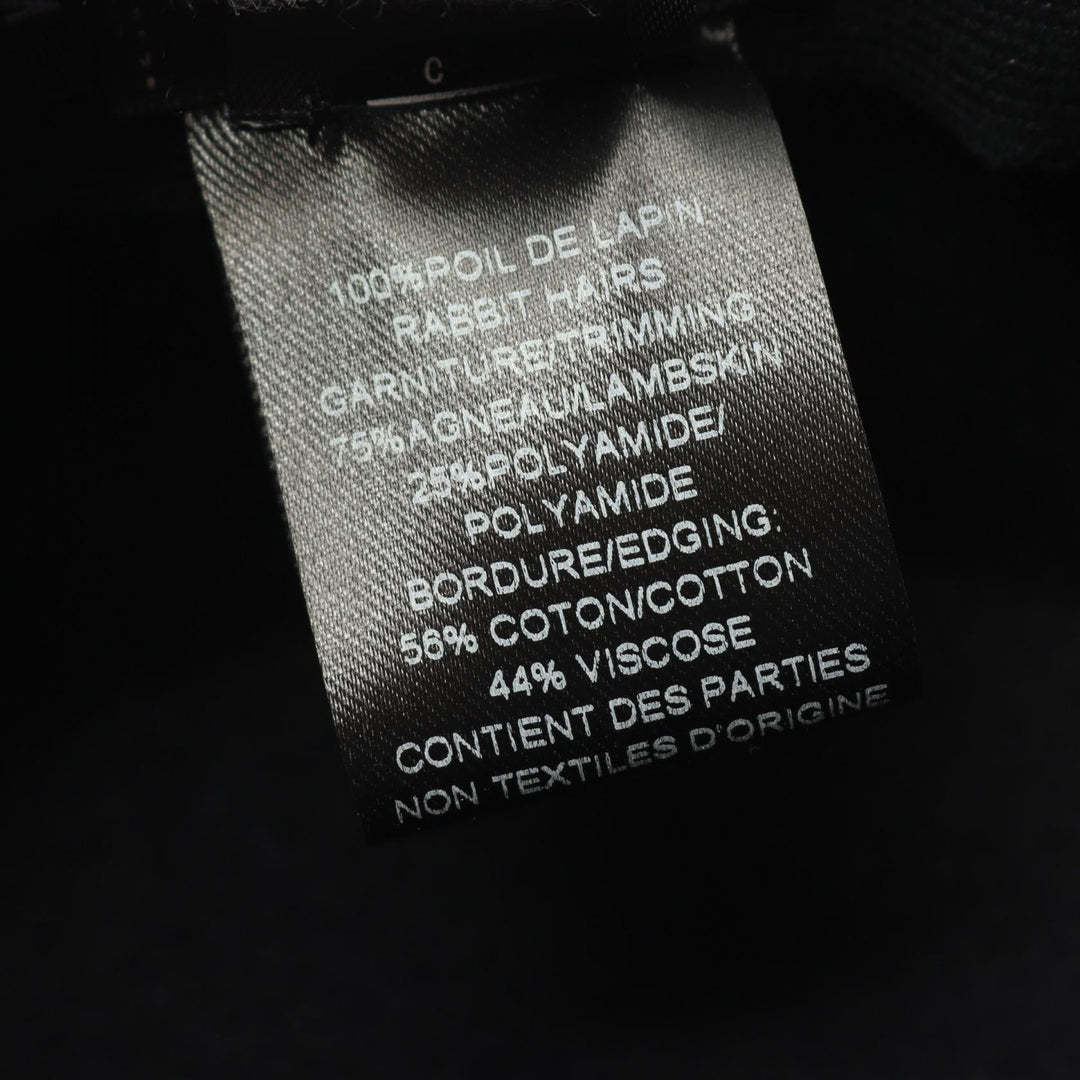 C
100%POIL DE LAPIN
RABBIT HAIRS
GARNITURE/TRIMMING
75%AGNEAU/LAMBSKIN
25%POLYAMIDE/
POLYAMIDE
BORDURE/EDGING:
56% COTON/COTTON
44% VISCOSE
CONTIENT DES PARTIES
NON TEXTILES D'ORIGINE